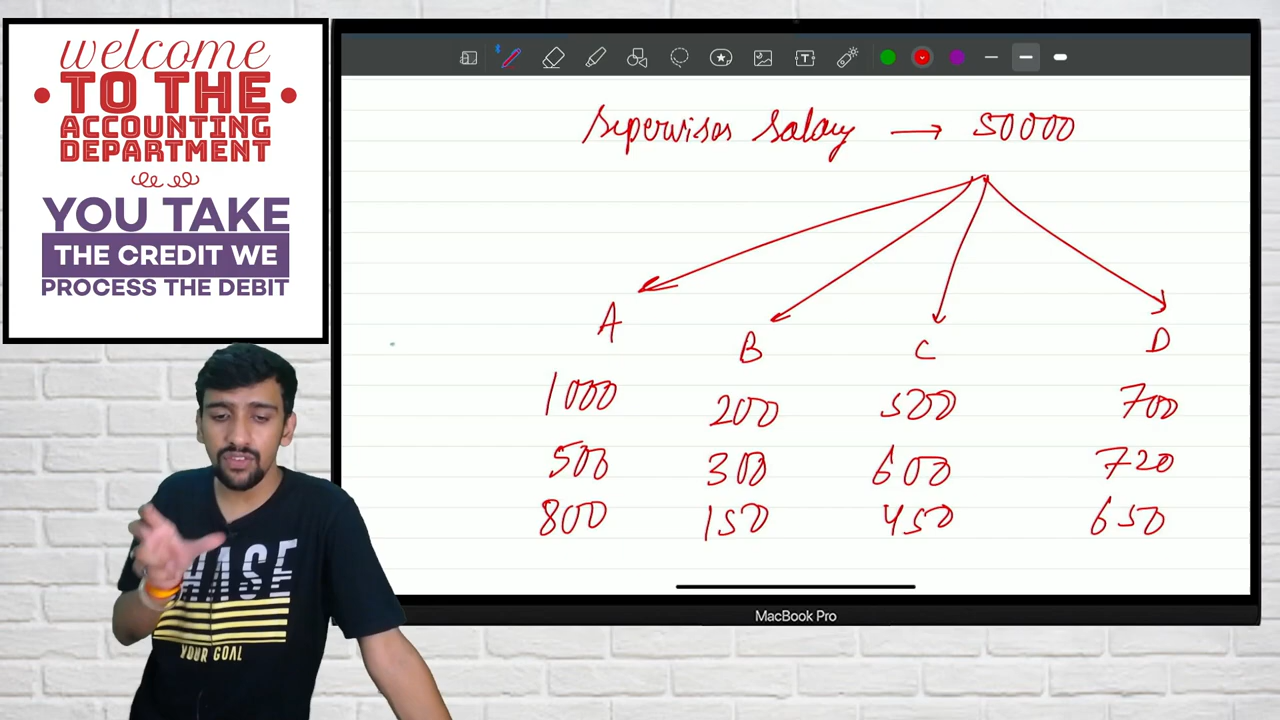 welcome
TO THE
ACCOUNTING
DEPARTMENT
YOU TAKE
THE CREDIT WE
PROCESS THE DEBIT
Supervisor Salary → 50000
A B C D
1000 200 500 700
500 300 600 720
800 150 450 650
MacBook Pro
HASE
YOUR GOAL